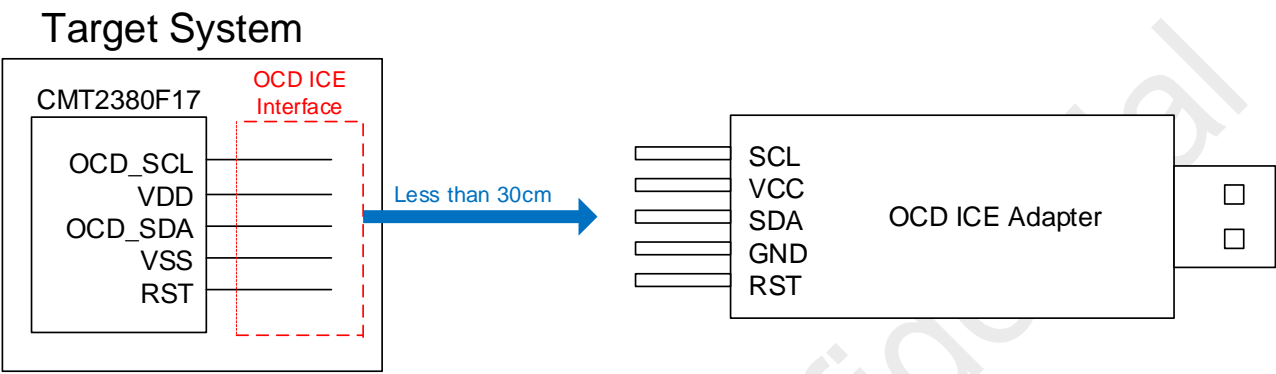 Target System
OCD ICE
Interface
CMT2380F17
OCD_SCL
VDD
OCD_SDA
VSS
RST
Less than 30cm
SCL
VCC
SDA
GND
RST
OCD ICE Adapter